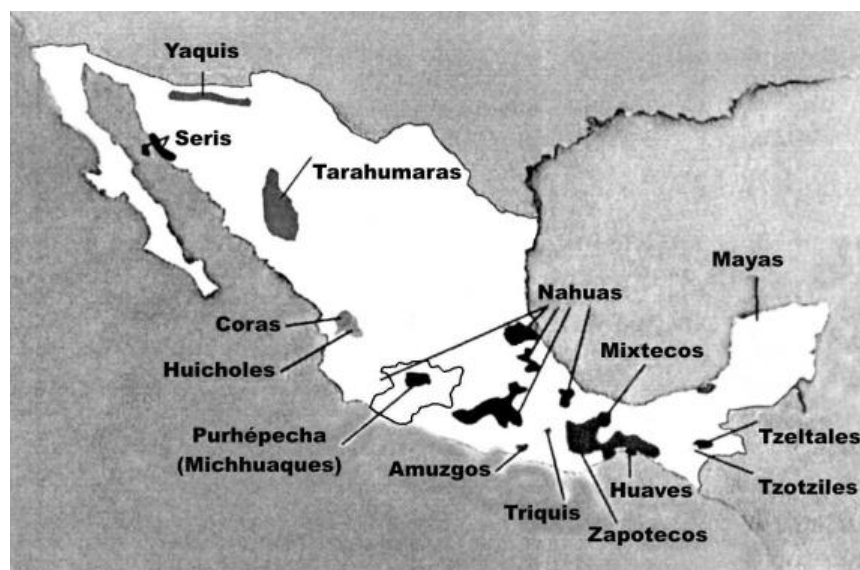 Yaquis
Seris
Tarahumaras
Mayas
Nahuas
Coras
Mixtecos
Huicholes
Purhépecha
(Michhuaques)
Amuzgos
Tzeltales
Huaves
Tzotziles
Triquis
Zapotecos